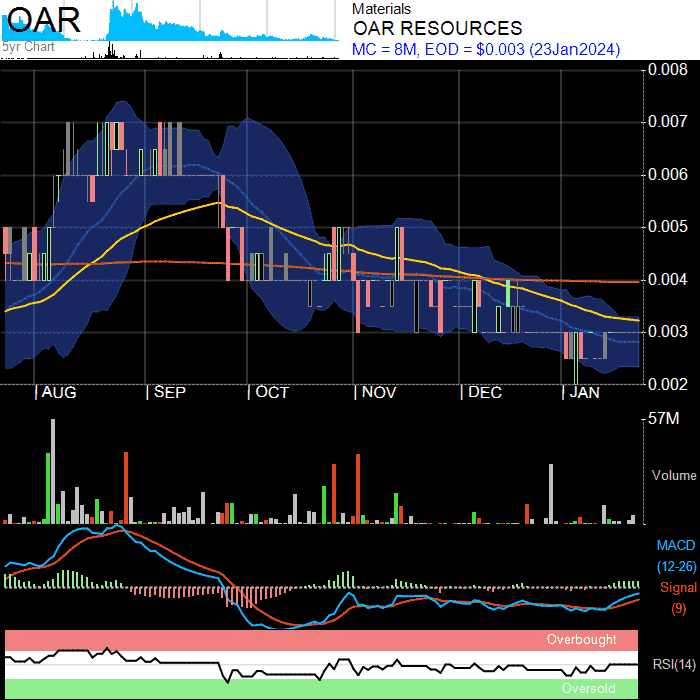 OAR
5yr Chart
Materials
OAR RESOURCES
MC = 8M, EOD = $0.003 (23Jan2024)
0.008
0.007
0.006
0.005
0.004
0.003
0.002
AUG SEP OCT NOV DEC JAN
57M
Volume
MACD
(12-26)
Signal
(9)
Overbought
RSI(14)
Oversold